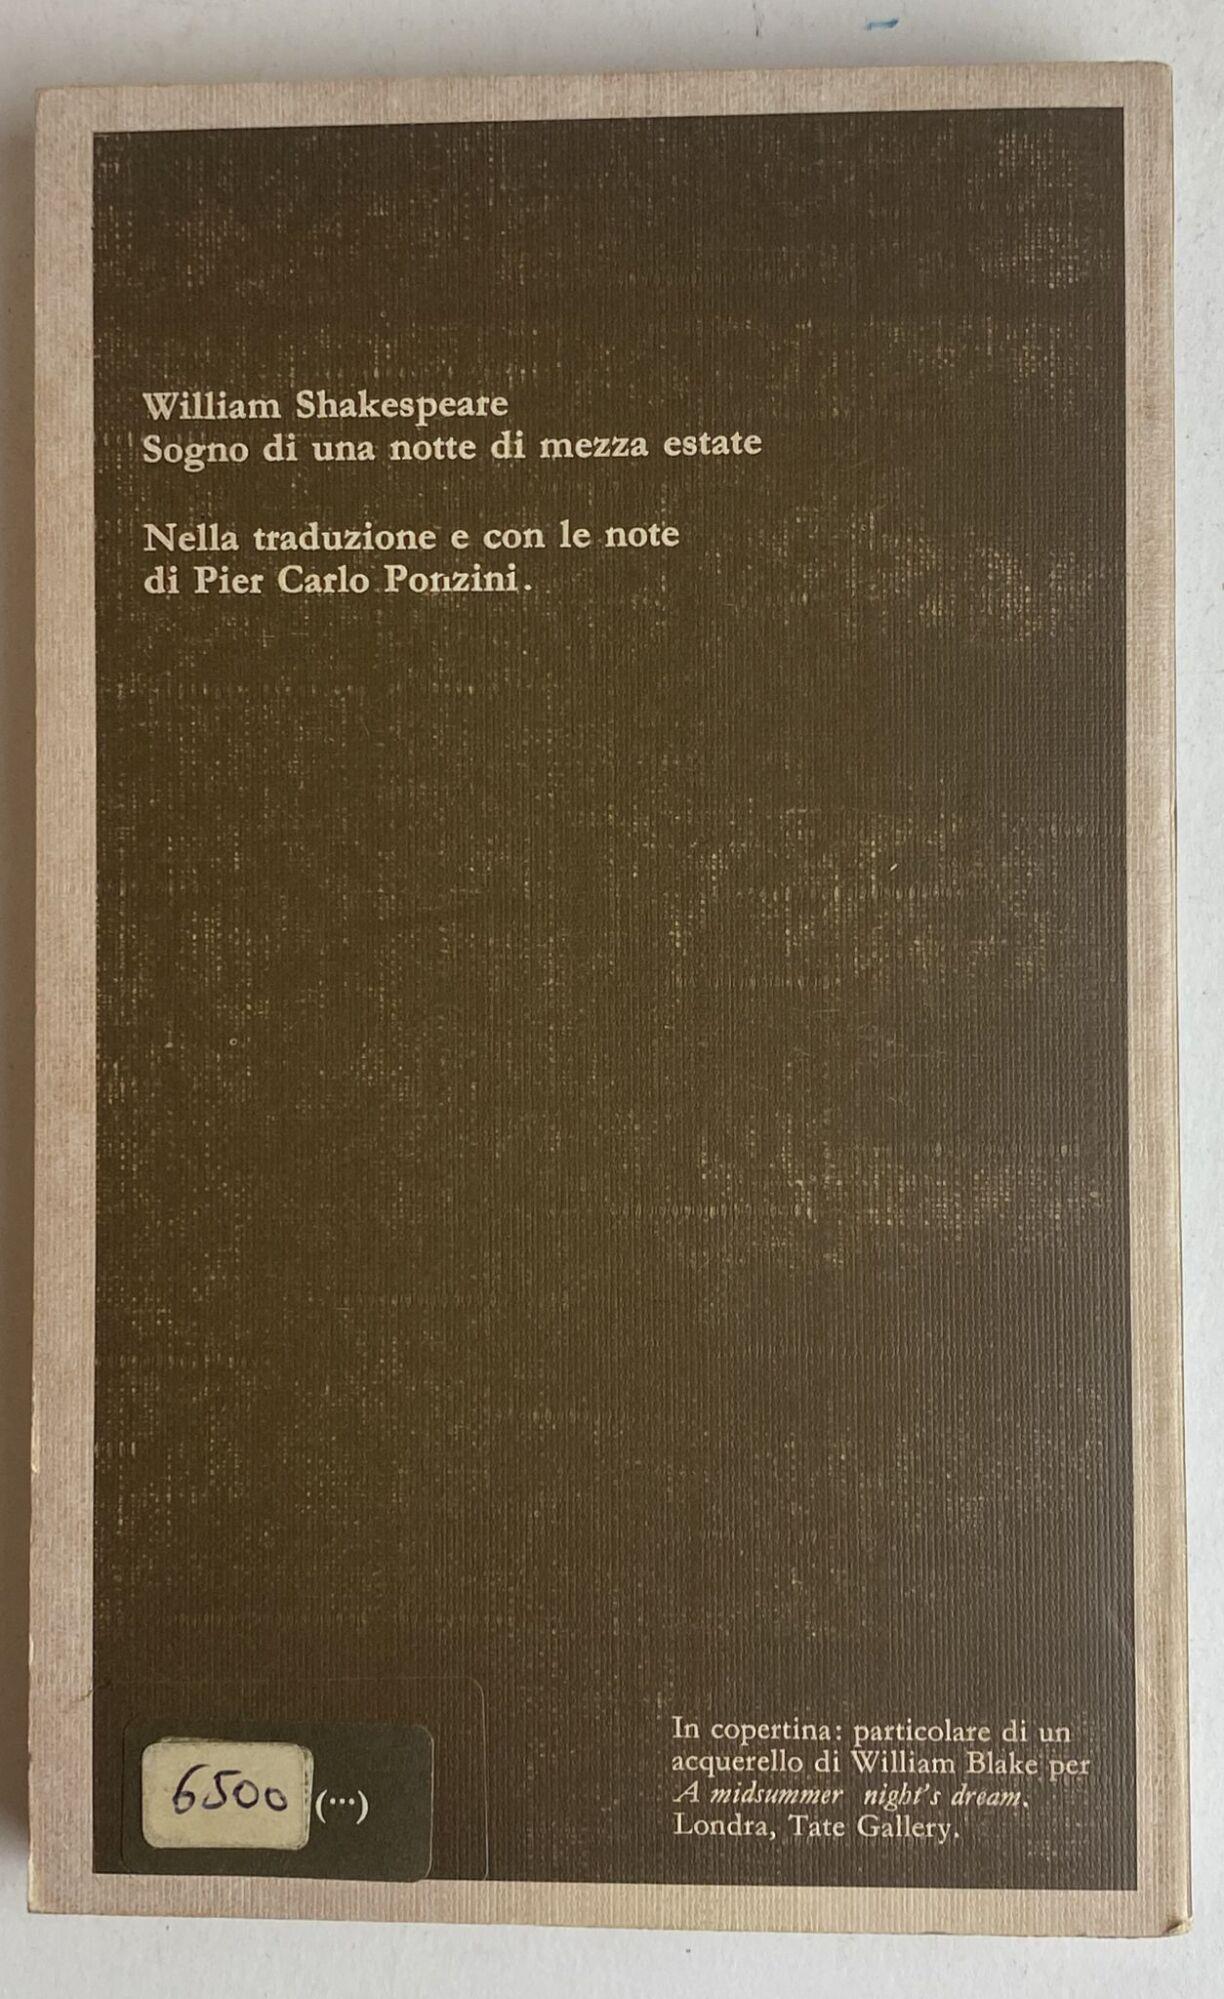 William Shakespeare
Sogno di una notte di mezza estate
Nella traduzione e con le note
di Pier Carlo Ponzini.
In copertina: particolare di un
acquerello di William Blake per
A midsummer night's dream.
Londra, Tate Gallery.
6500 (...)